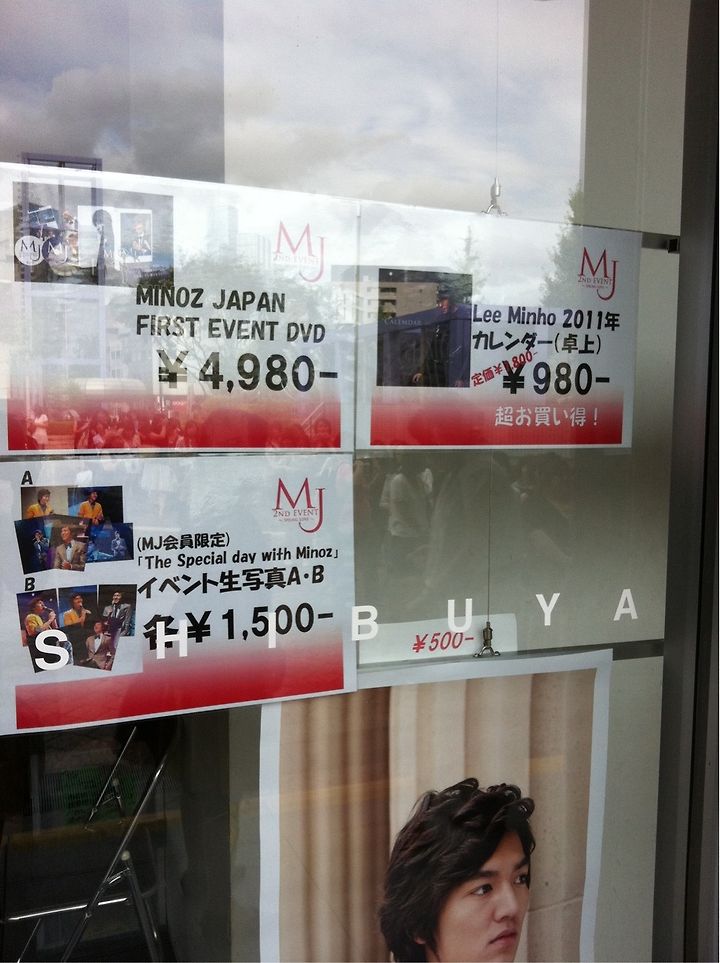 MJ
2ND EVENT
MINOZ JAPAN
FIRST EVENT DVD
¥4,980-
MJ
2ND EVENT
CALENDAR
Lee Minho 2011年
カレンダー(卓上)
定価¥1,800-
¥980-
超お買い得！
A
B
MJ
2ND EVENT
(MJ会員限定)
「The Special day with Minoz」
イベント生写真A・B
各¥1,500-
¥500-
SHIBUYA